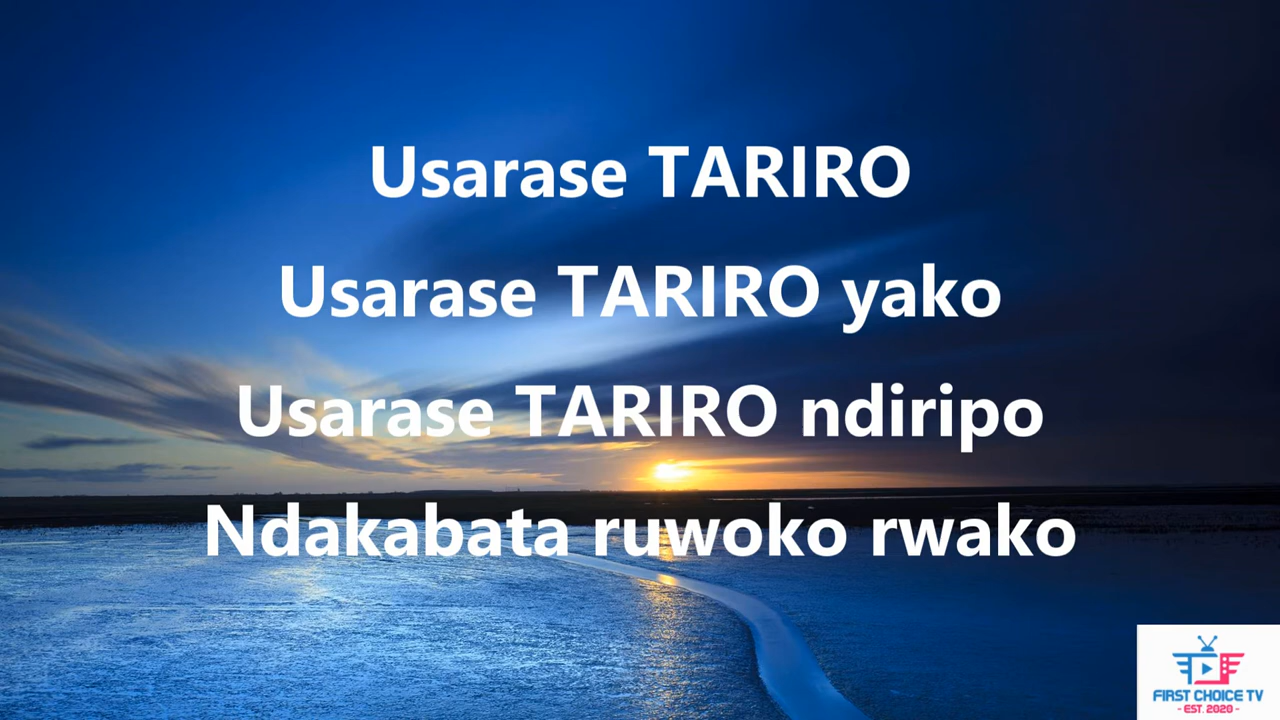 Usarase TARIRO
Usarase TARIRO yako
Usarase TARIRO ndiripo
Ndakabata ruwoko rwako
FIRST CHOICE TV
- EST. 2020 -